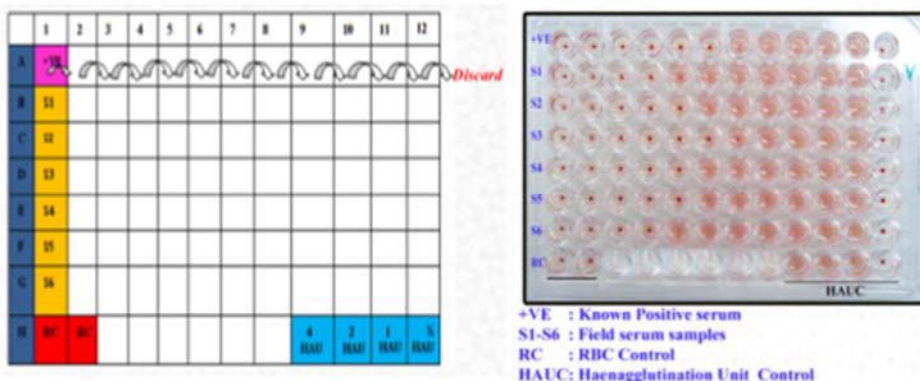 1 2 3 4 5 6 7 8 9 10 11 12
A +VE Discard
B S1
C S2
D S3
E S4
F S5
G S6
H RC RC 4 HAU 2 HAU 1 HAU ½ HAU
+VE
S1
S2
S3
S4
S5
S6
RC
HAUC
+VE : Known Positive serum
S1-S6 : Field serum samples
RC : RBC Control
HAUC: Haenagglutination Unit Control